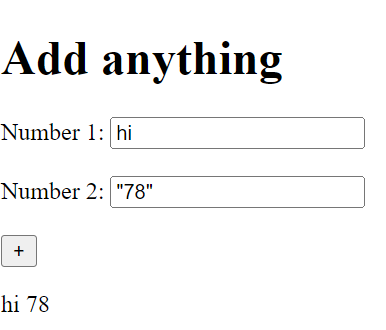 Add anything
Number 1: hi
Number 2: "78"
+
hi 78